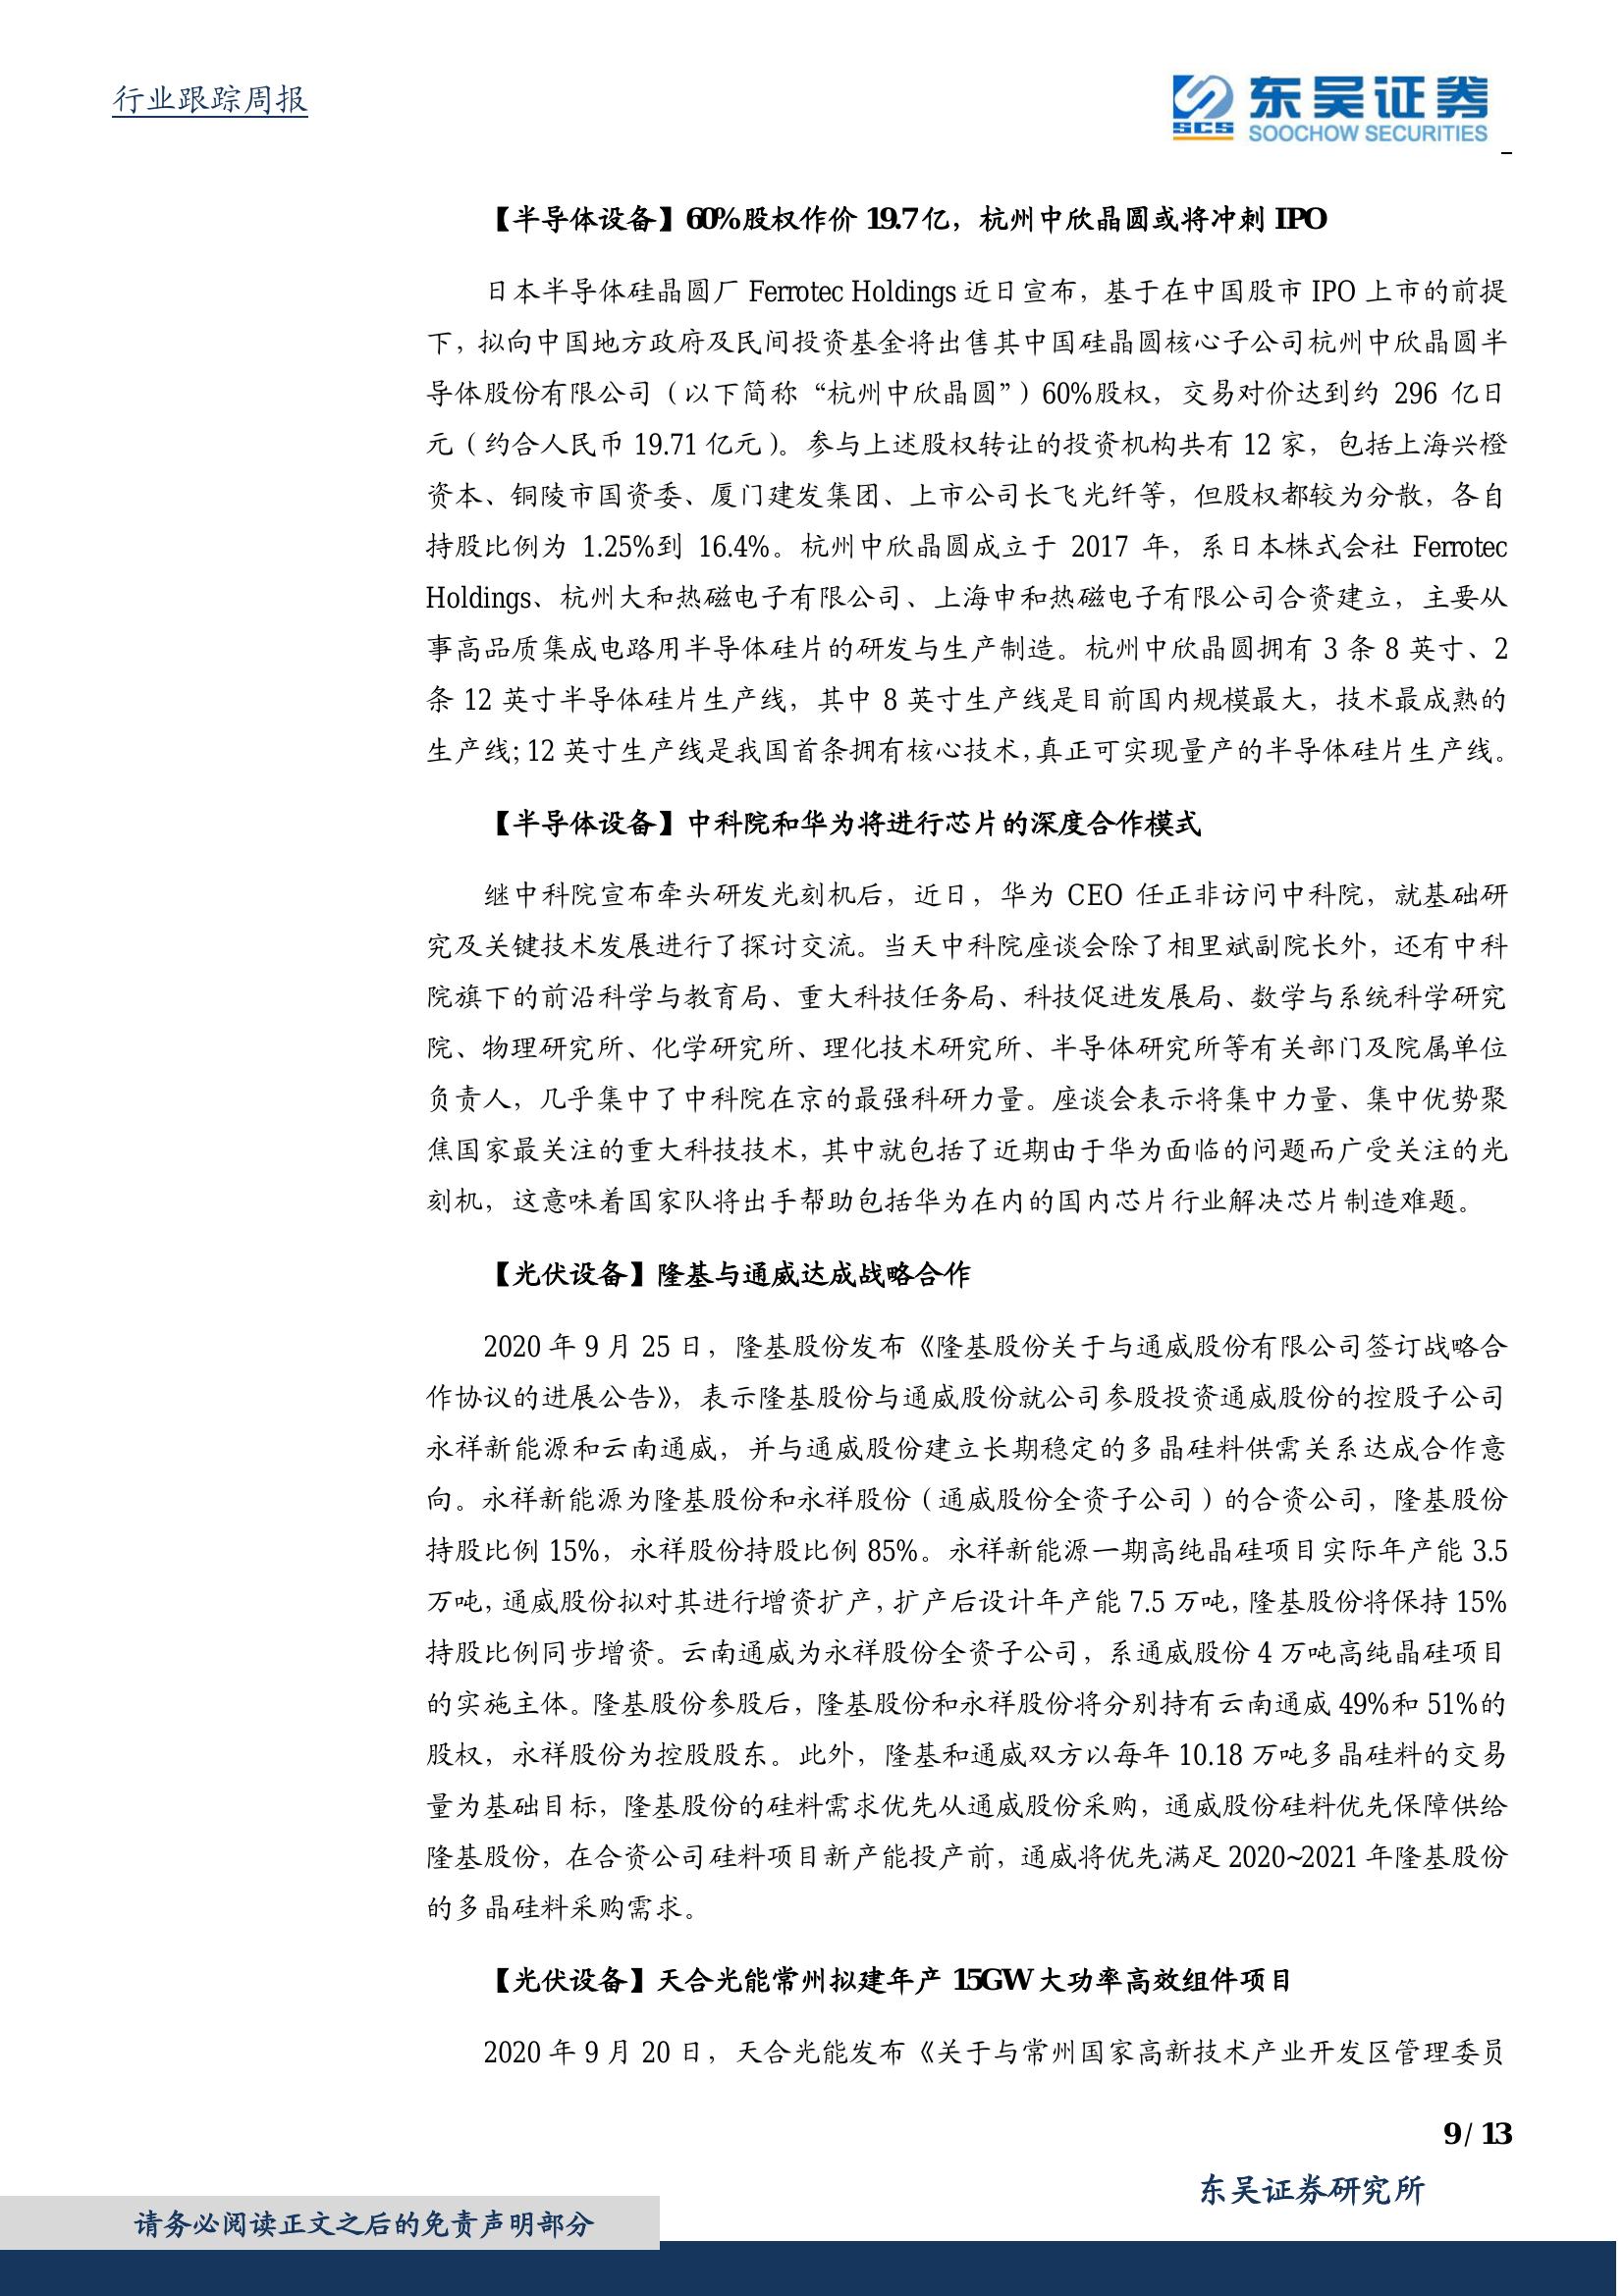 行业跟踪周报
SCS
东吴证券
SOOCHOW SECURITIES
【半导体设备】60%股权作价 19.7 亿，杭州中欣晶圆或将冲刺 IPO
日本半导体硅晶圆厂 Ferrotec Holdings 近日宣布，基于在中国股市 IPO 上市的前提
下，拟向中国地方政府及民间投资基金将出售其中国硅晶圆核心子公司杭州中欣晶圆半
导体股份有限公司（以下简称“杭州中欣晶圆”）60%股权，交易对价达到约 296 亿日
元（约合人民币 19.71 亿元）。参与上述股权转让的投资机构共有 12 家，包括上海兴橙
资本、铜陵市国资委、厦门建发集团、上市公司长飞光纤等，但股权都较为分散，各自
持股比例为 1.25%到 16.4%。杭州中欣晶圆成立于 2017 年，系日本株式会社 Ferrotec
Holdings、杭州大和热磁电子有限公司、上海申和热磁电子有限公司合资建立，主要从
事高品质集成电路用半导体硅片的研发与生产制造。杭州中欣晶圆拥有 3 条 8 英寸、2
条 12 英寸半导体硅片生产线，其中 8 英寸生产线是目前国内规模最大，技术最成熟的
生产线；12 英寸生产线是我国首条拥有核心技术，真正可实现量产的半导体硅片生产线。
【半导体设备】中科院和华为将进行芯片的深度合作模式
继中科院宣布牵头研发光刻机后，近日，华为 CEO 任正非访问中科院，就基础研
究及关键技术发展进行了探讨交流。当天中科院座谈会除了相里斌副院长外，还有中科
院旗下的前沿科学与教育局、重大科技任务局、科技促进发展局、数学与系统科学研究
院、物理研究所、化学研究所、理化技术研究所、半导体研究所等有关部门及院属单位
负责人，几乎集中了中科院在京的最强科研力量。座谈会表示将集中力量、集中优势聚
焦国家最关注的重大科技技术，其中就包括了近期由于华为面临的问题而广受关注的光
刻机，这意味着国家队将出手帮助包括华为在内的国内芯片行业解决芯片制造难题。
【光伏设备】隆基与通威达成战略合作
2020 年 9 月 25 日，隆基股份发布《隆基股份关于与通威股份有限公司签订战略合
作协议的进展公告》，表示隆基股份与通威股份就公司参股投资通威股份的控股子公司
永祥新能源和云南通威，并与通威股份建立长期稳定的多晶硅料供需关系达成合作意
向。永祥新能源为隆基股份和永祥股份（通威股份全资子公司）的合资公司，隆基股份
持股比例 15%，永祥股份持股比例 85%。永祥新能源一期高纯晶硅项目实际年产能 3.5
万吨，通威股份拟对其进行增资扩产，扩产后设计年产能 7.5 万吨，隆基股份将保持 15%
持股比例同步增资。云南通威为永祥股份全资子公司，系通威股份 4 万吨高纯晶硅项目
的实施主体。隆基股份参股后，隆基股份和永祥股份将分别持有云南通威 49%和 51%的
股权，永祥股份为控股股东。此外，隆基和通威双方以每年 10.18 万吨多晶硅料的交易
量为基础目标，隆基股份的硅料需求优先从通威股份采购，通威股份硅料优先保障供给
隆基股份，在合资公司硅料项目新产能投产前，通威将优先满足 2020~2021 年隆基股份
的多晶硅料采购需求。
【光伏设备】天合光能常州拟建年产 15GW 大功率高效组件项目
2020 年 9 月 20 日，天合光能发布《关于与常州国家高新技术产业开发区管理委员
9 / 13
东吴证券研究所
请务必阅读正文之后的免责声明部分